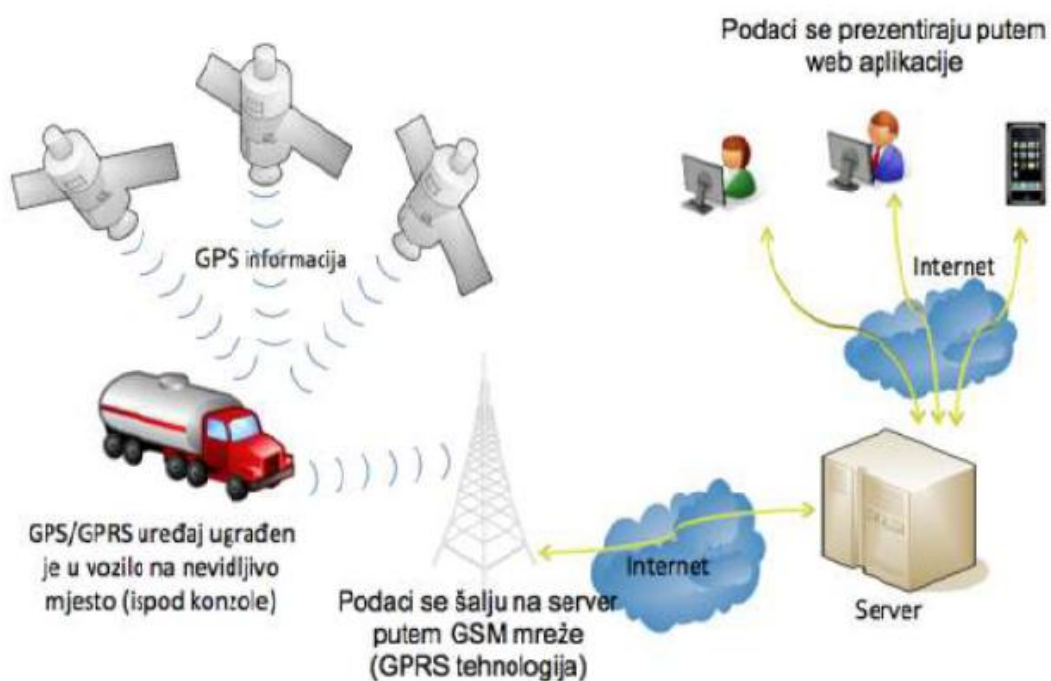 Podaci se prezentiraju putem
web aplikacije
GPS informacija
Internet
GPS/GPRS uređaj ugrađen
je u vozilo na nevidljivo
mjesto (ispod konzole)
Internet
Podaci se šalju na server
putem GSM mreže
(GPRS tehnologija)
Server